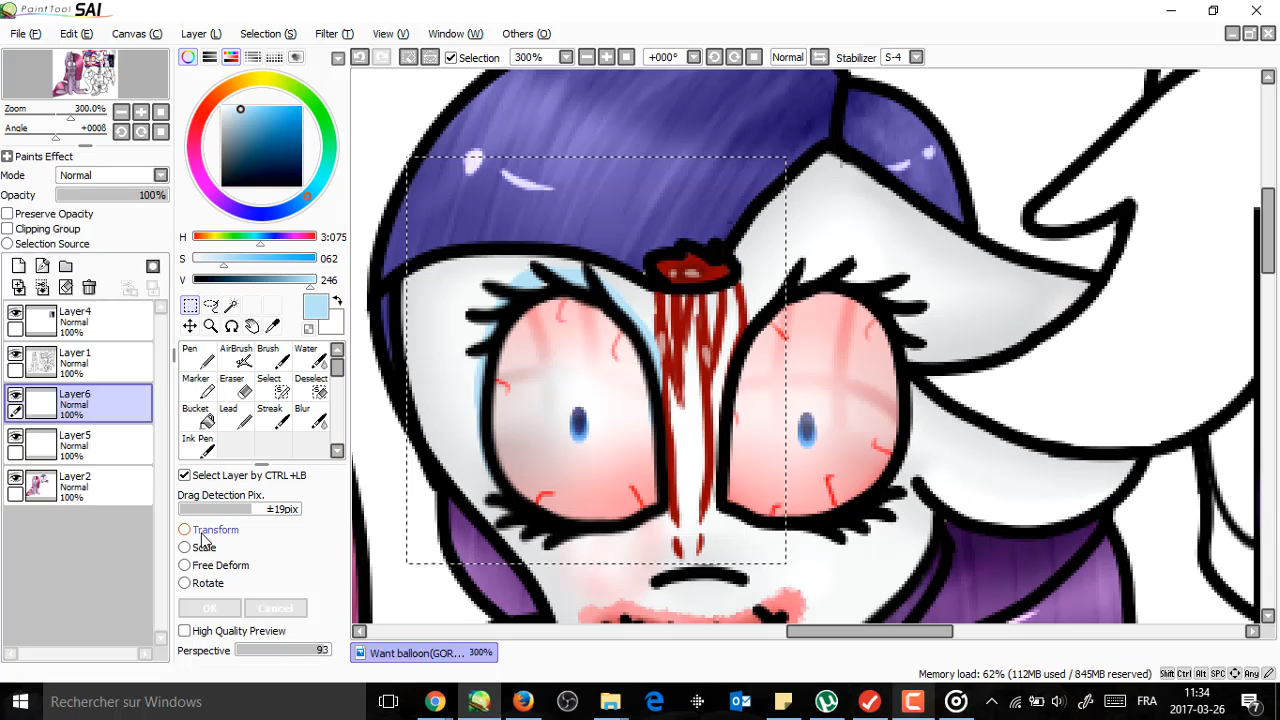 PaintTool SAI
File (F) Edit (E) Canvas (C) Layer (L) Selection (S) Filter (T) View (V) Window (W) Others (O)
Selection 300% +000° Normal Stabilizer S-4
Zoom 300.0%
Angle +000ß
Paints Effect
Mode Normal
Opacity 100%
Preserve Opacity
Clipping Group
Selection Source
Layer4
Normal
100%
Layer1
Normal
100%
Layer6
Normal
100%
Layer5
Normal
100%
Layer2
Normal
100%
H 3:075
S 062
V 246
Pen AirBrush Brush Water
Marker Eraser Select Deselect
Bucket Lead Streak Blur
Ink Pen
Select Layer by CTRL+LB
Drag Detection Pix.
±19pix
Transform
Scale
Free Deform
Rotate
OK Cancel
High Quality Preview
Perspective 93
Want balloon(GOR... 300%
Memory load: 62% (112MB used / 845MB reserved) Shift Ctrl Alt SPC Any
Rechercher sur Windows
FRA
11:34
2017-03-26